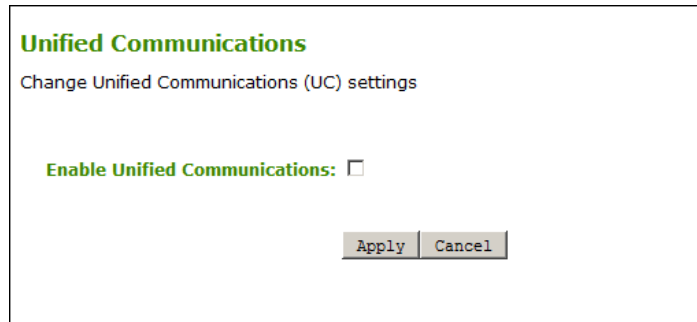 Unified Communications
Change Unified Communications (UC) settings
Enable Unified Communications:
Apply Cancel